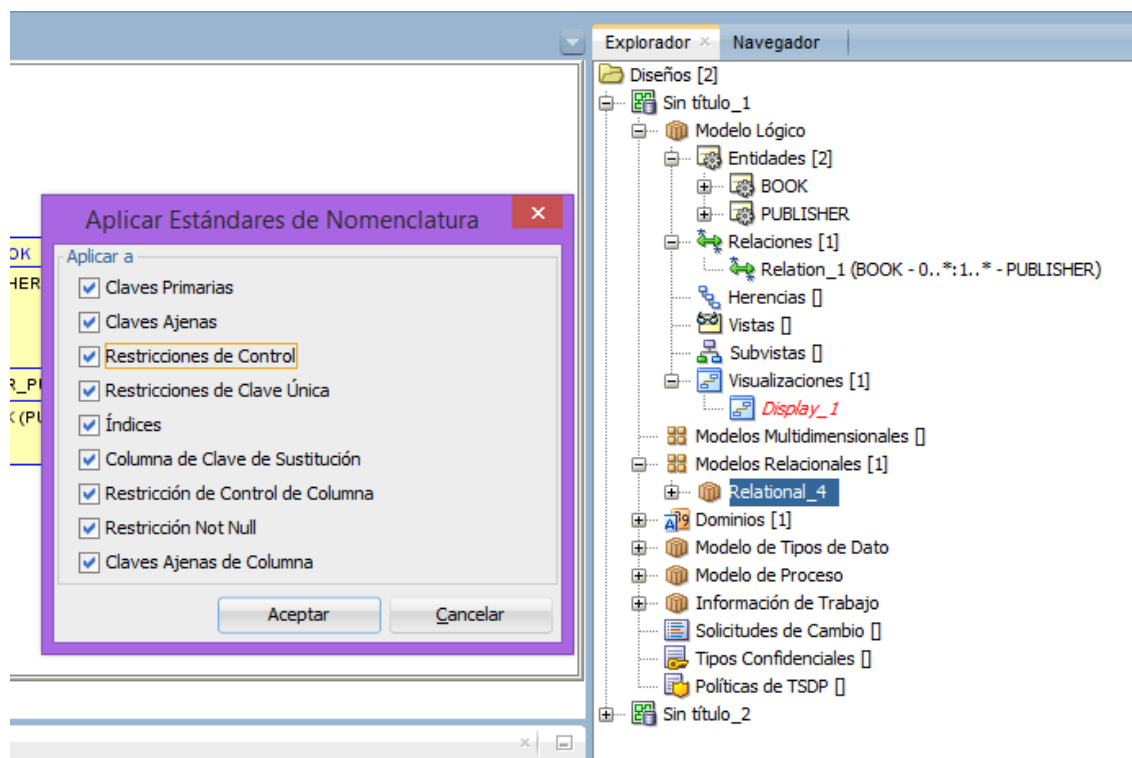 Explorador
Navegador
Diseños [2]
Sin título_1
Modelo Lógico
Entidades [2]
BOOK
PUBLISHER
Relaciones [1]
Relation_1 (BOOK - 0..*:1..* - PUBLISHER)
Herencias []
Vistas []
Subvistas []
Visualizaciones [1]
Display_1
Modelos Multidimensionales []
Modelos Relacionales [1]
Relational_4
Dominios [1]
Modelo de Tipos de Dato
Modelo de Proceso
Información de Trabajo
Solicitudes de Cambio []
Tipos Confidenciales []
Políticas de TSDP []
Sin título_2
Aplicar Estándares de Nomenclatura
Aplicar a
Claves Primarias
Claves Ajenas
Restricciones de Control
Restricciones de Clave Única
Índices
Columna de Clave de Sustitución
Restricción de Control de Columna
Restricción Not Null
Claves Ajenas de Columna
Aceptar
Cancelar
OK
HER